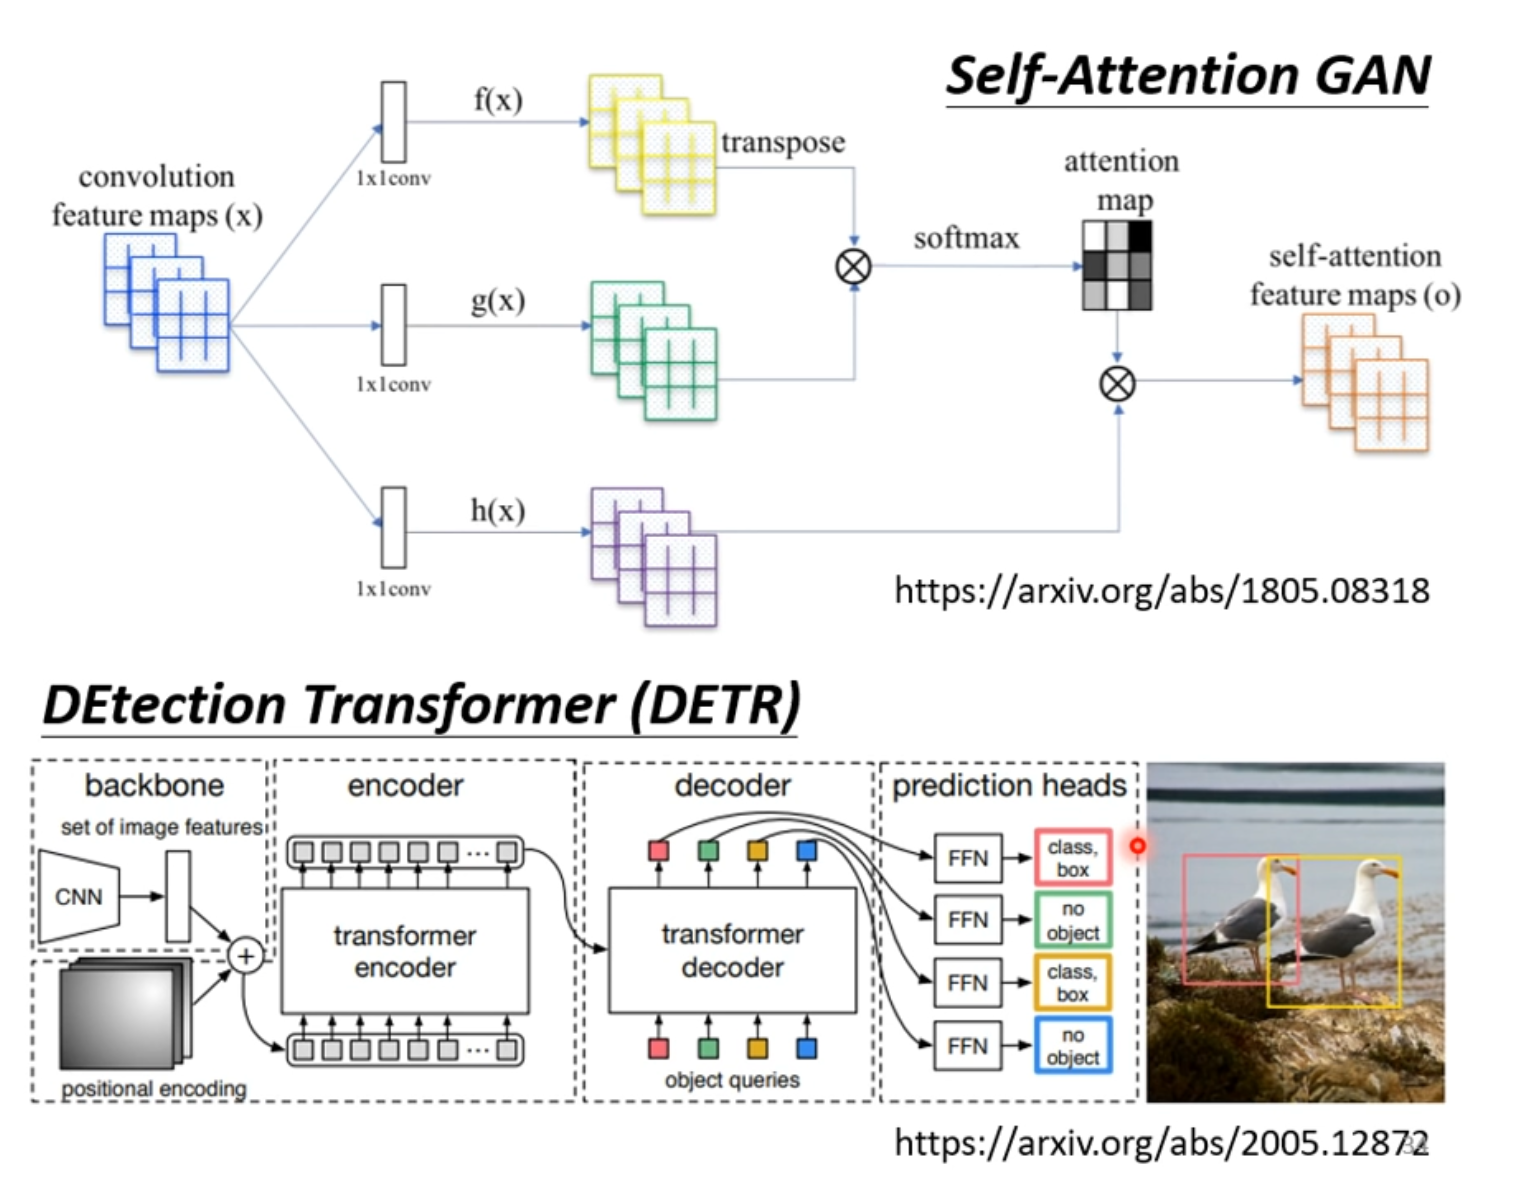 Self-Attention GAN
convolution
feature maps (x)
1x1conv
f(x)
transpose
1x1conv
g(x)
1x1conv
h(x)
softmax
attention
map
self-attention
feature maps (o)
https://arxiv.org/abs/1805.08318
DEtection Transformer (DETR)
backbone
set of image features
CNN
+
positional encoding
encoder
...
transformer
encoder
...
decoder
transformer
decoder
object queries
prediction heads
FFN
class,
box
FFN
no
object
FFN
class,
box
FFN
no
object
https://arxiv.org/abs/2005.12872
34